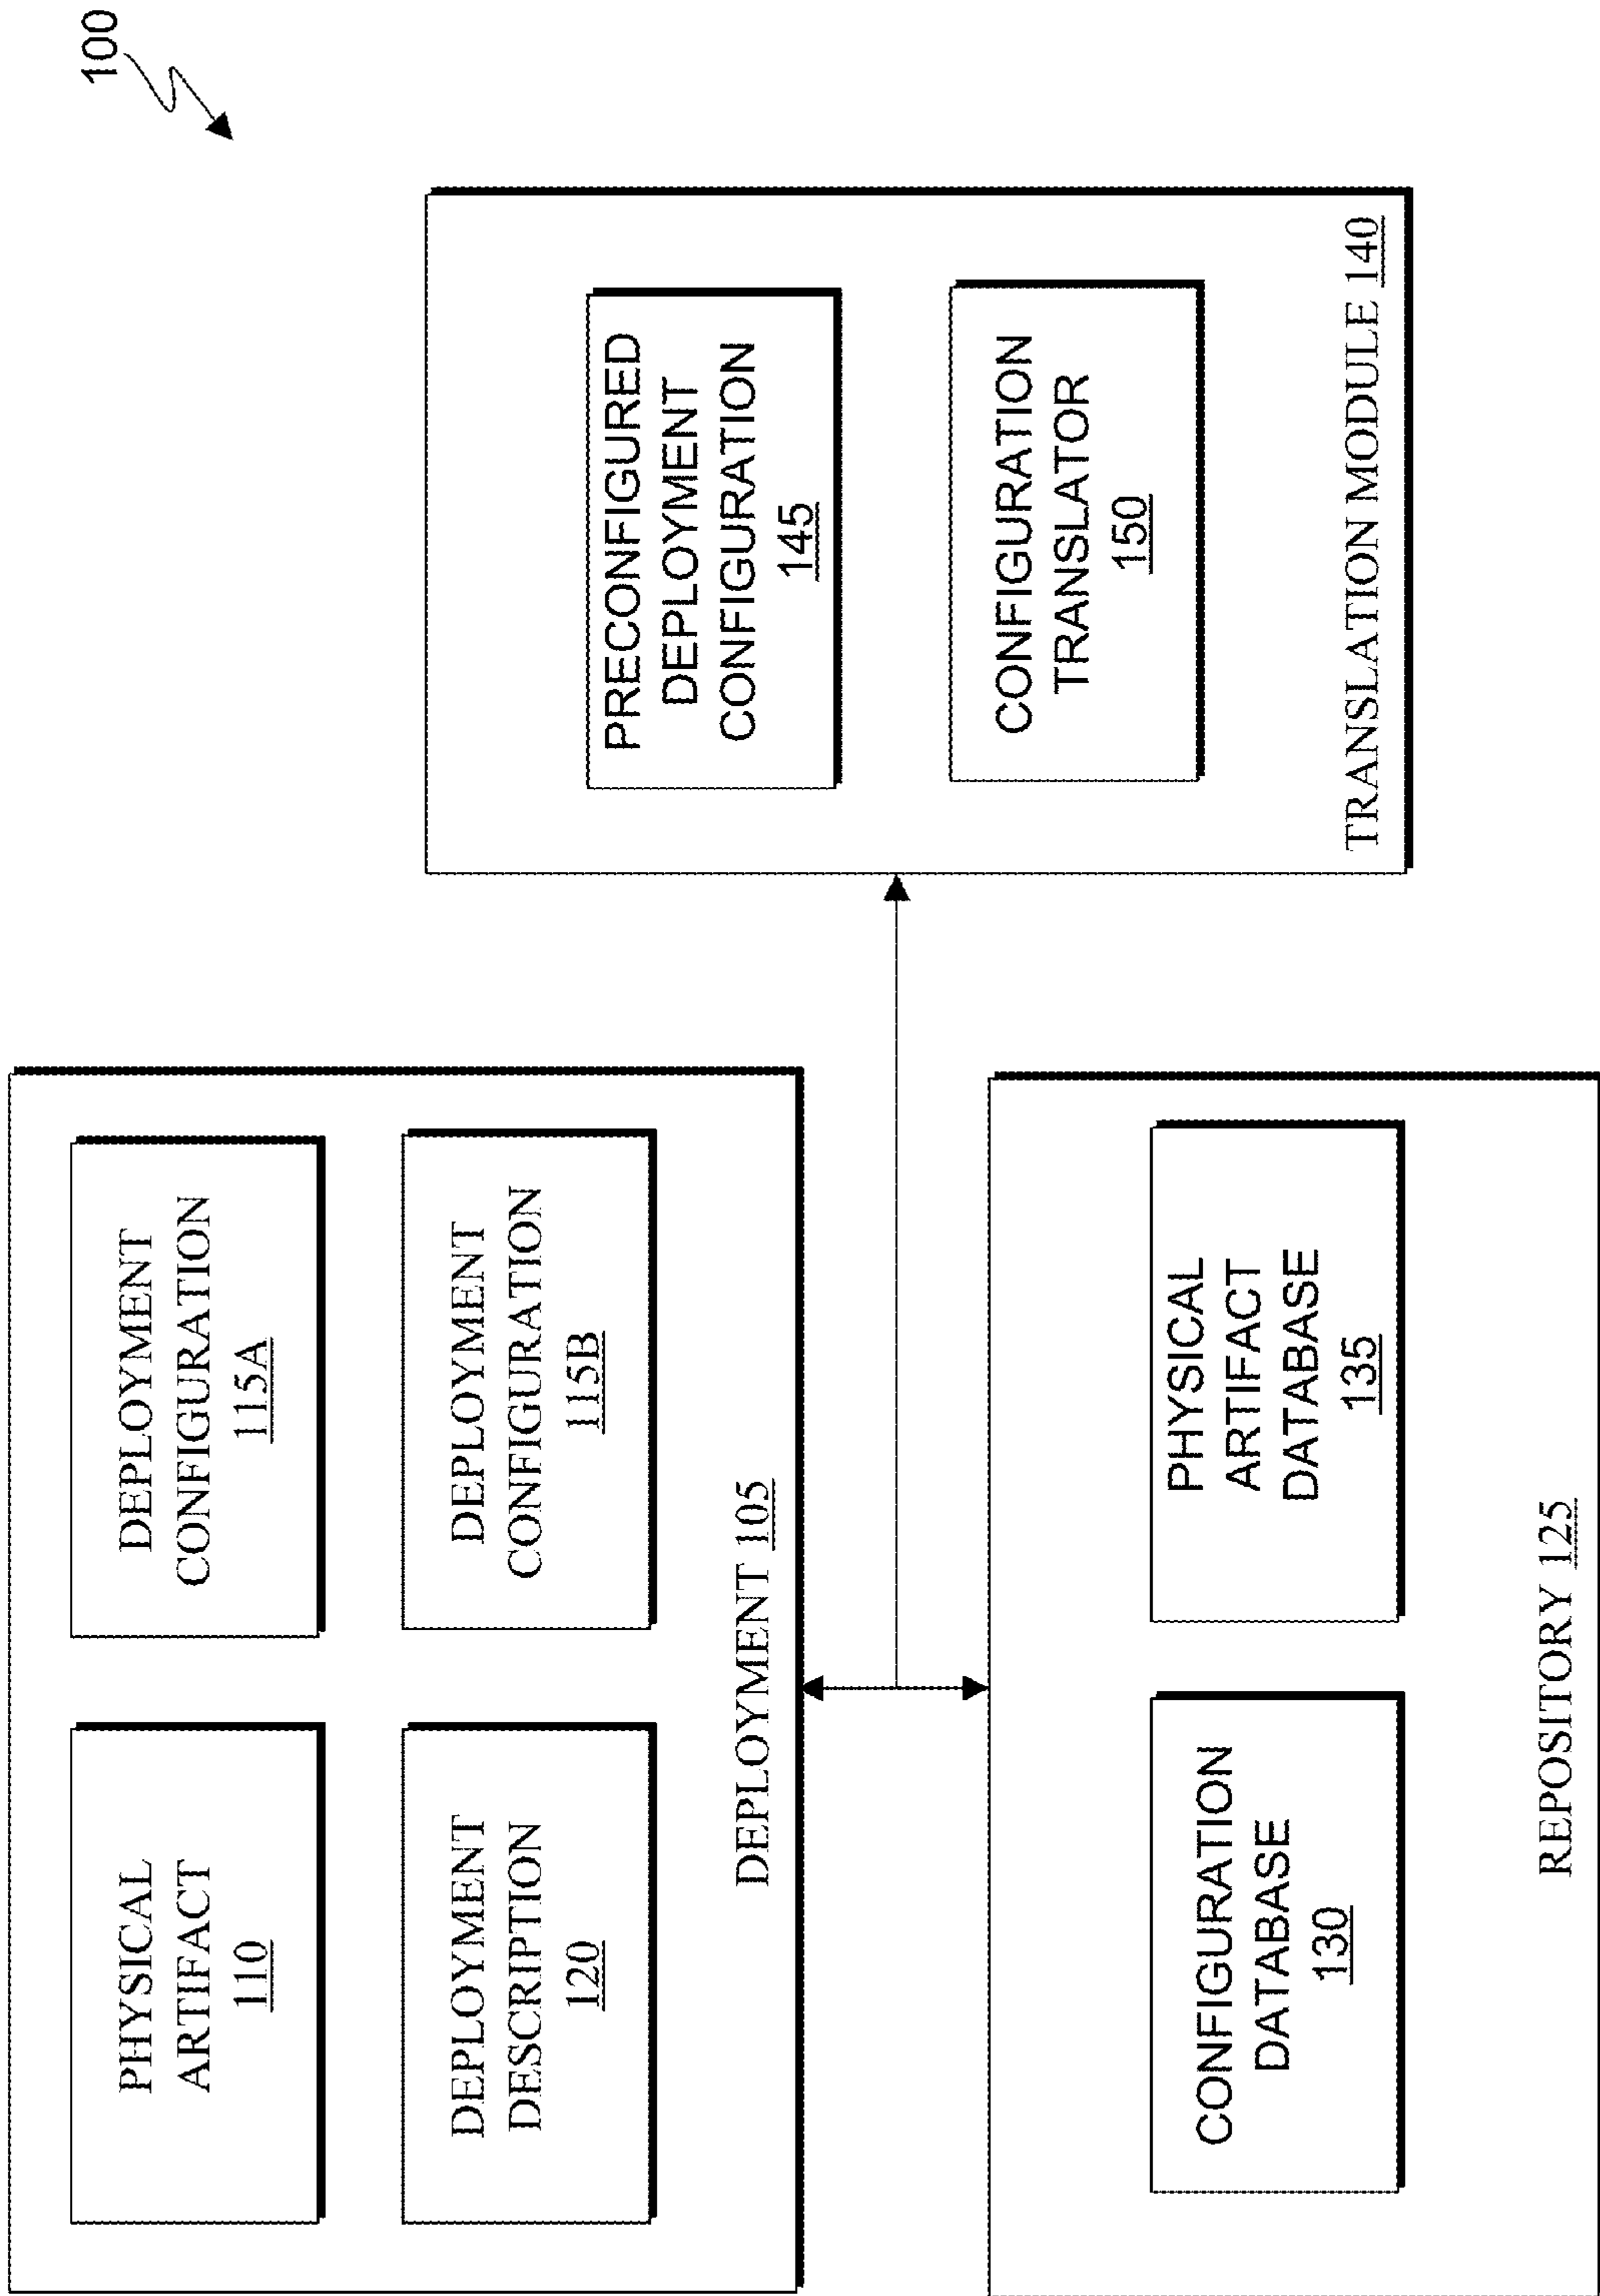 100
PHYSICAL
ARTIFACT
110
DEPLOYMENT
CONFIGURATION
115A
DEPLOYMENT
DESCRIPTION
120
DEPLOYMENT
CONFIGURATION
115B
DEPLOYMENT 105
PRECONFIGURED
DEPLOYMENT
CONFIGURATION
145
CONFIGURATION
TRANSLATOR
150
TRANSLATION MODULE 140
CONFIGURATION
DATABASE
130
PHYSICAL
ARTIFACT
DATABASE
135
REPOSITORY 125